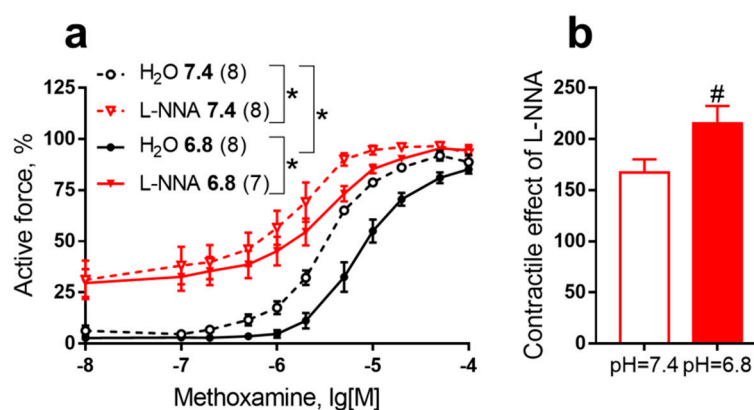 a
H₂O 7.4 (8)
L-NNA 7.4 (8)
H₂O 6.8 (8)
L-NNA 6.8 (7)
*
*
*
Active force, %
125
100
75
50
25
0
-8 -7 -6 -5 -4
Methoxamine, lg[M]
b
Contractile effect of L-NNA
250
200
150
100
50
0
#
pH=7.4 pH=6.8